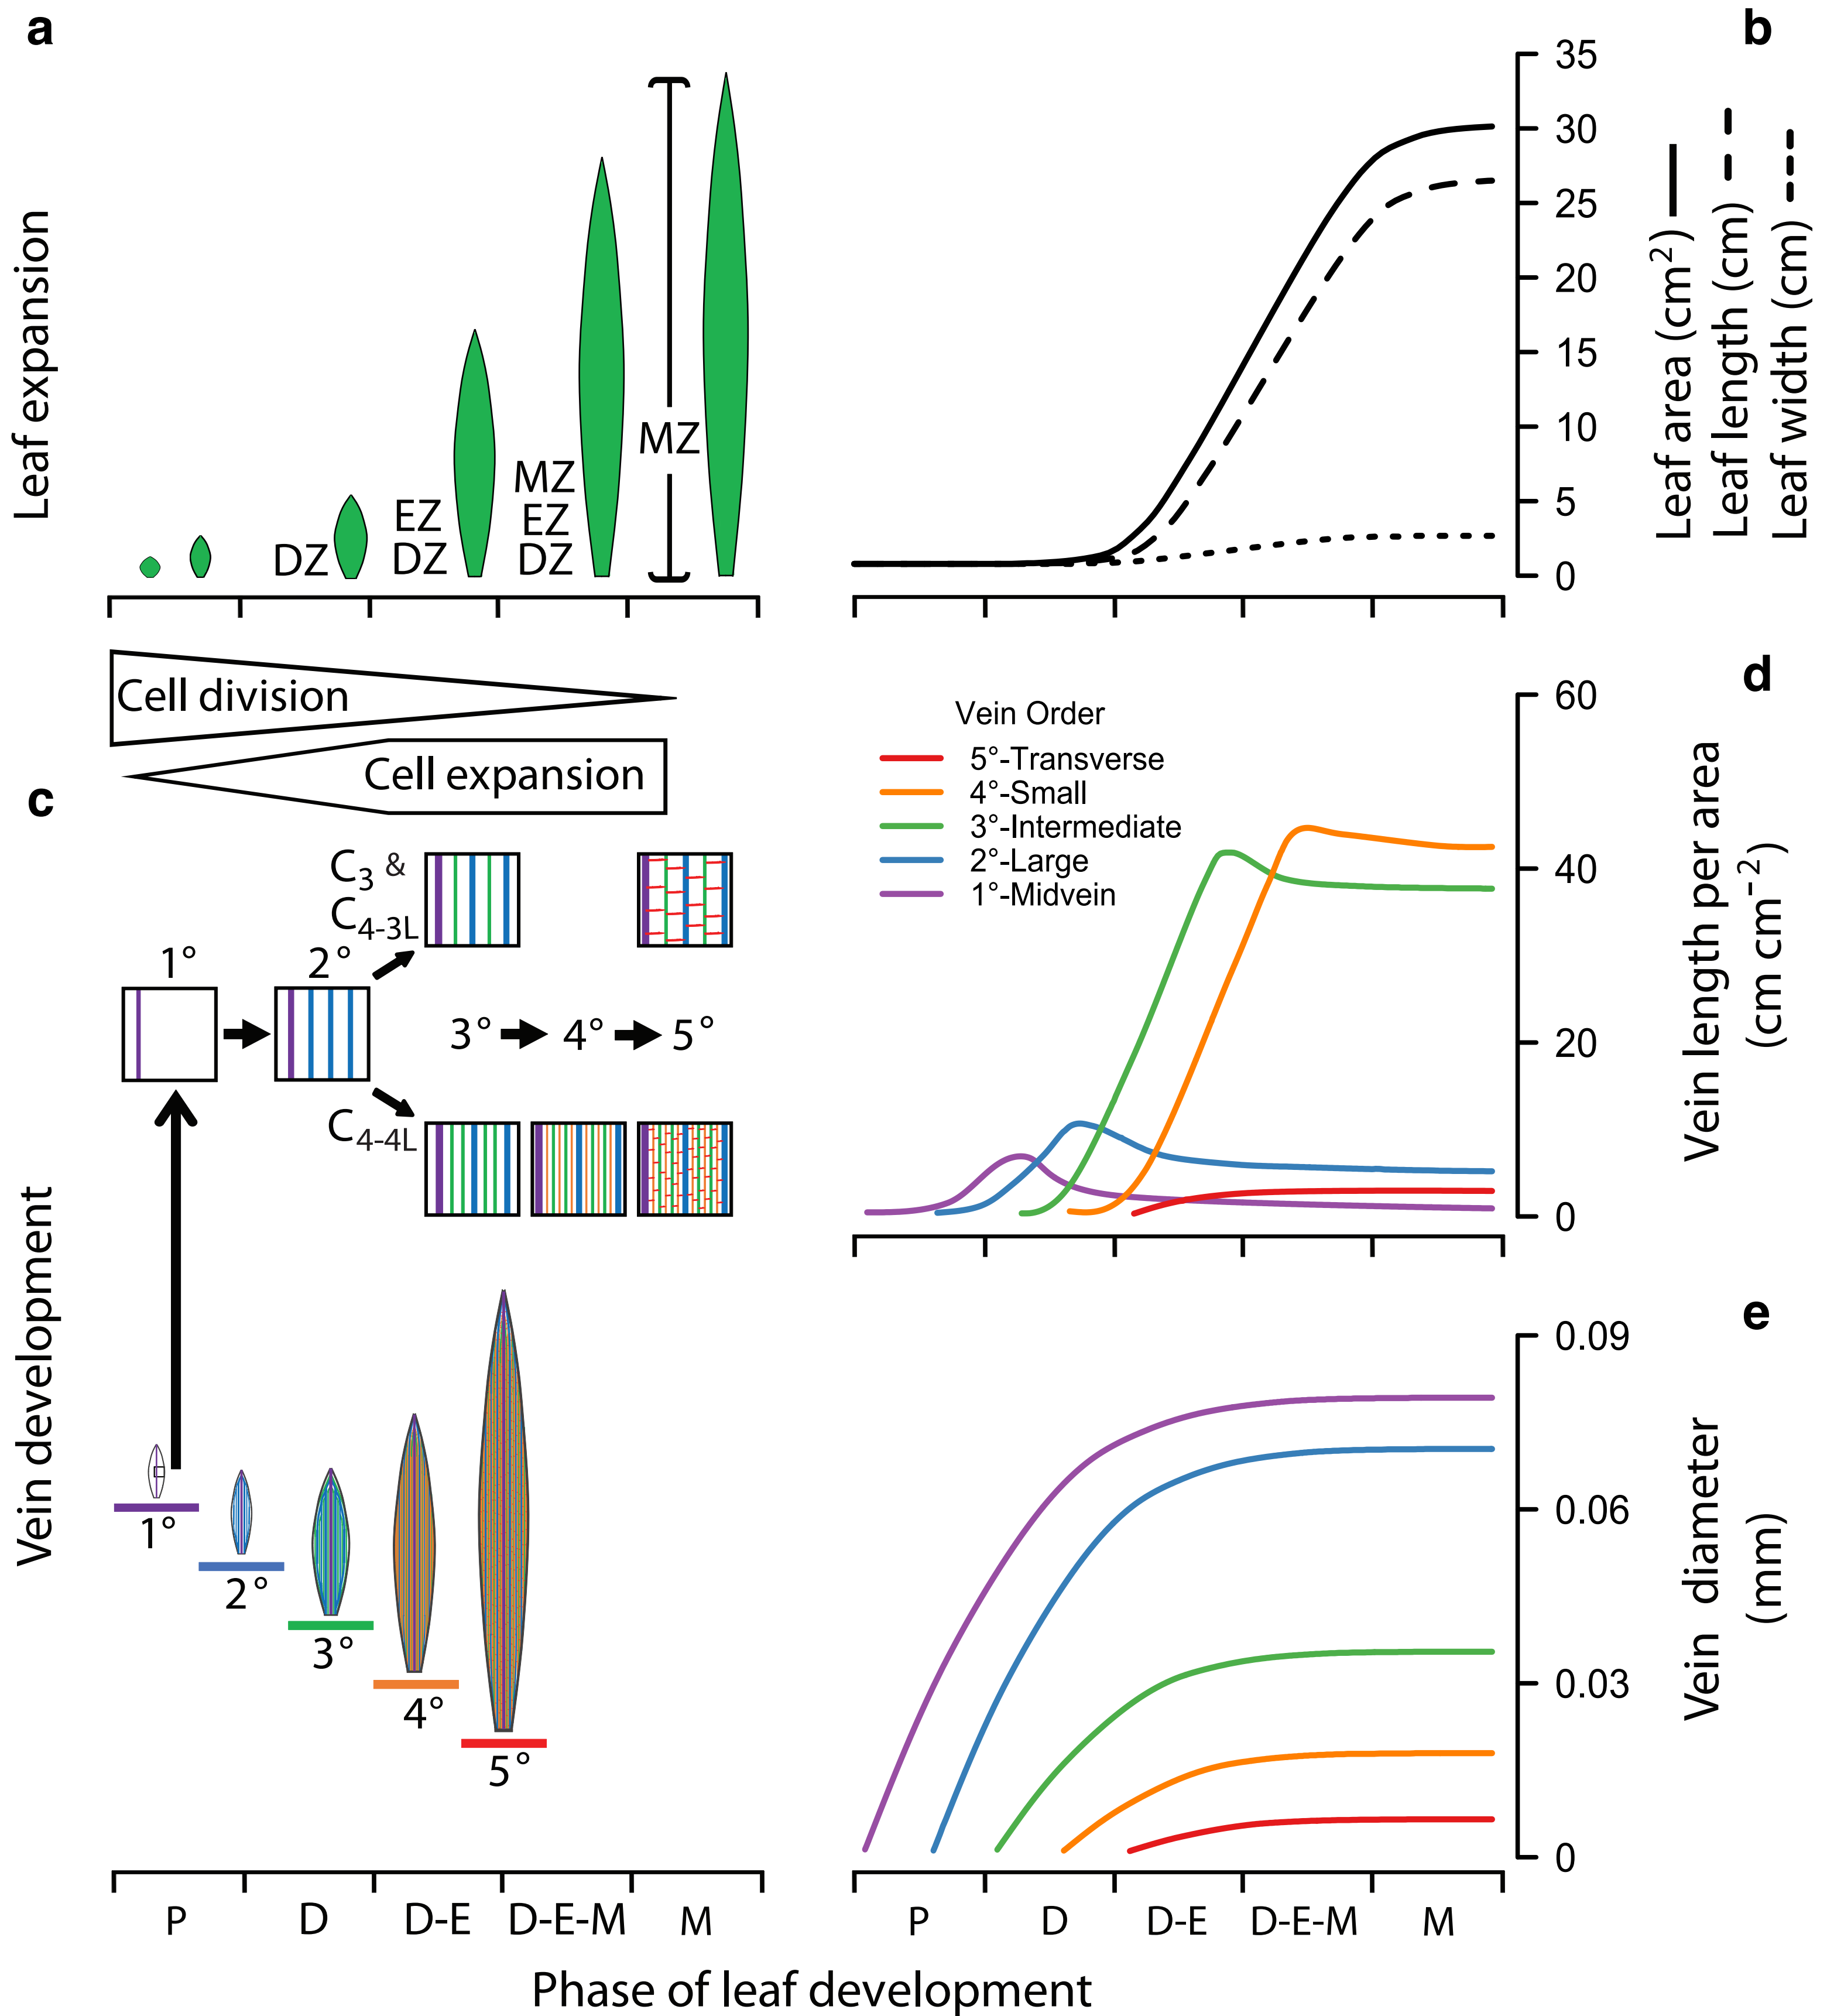 a
Leaf expansion
DZ
EZ
DZ
MZ
EZ
DZ
MZ
b
35
30
25
20
15
10
5
0
Leaf area (cm²)
Leaf length (cm)
Leaf width (cm)
Cell division
Cell expansion
c
Vein development
C₃ &
C₄₋₃L
1°
2°
3°
4°
5°
C₄₋₄L
1°
2°
3°
4°
5°
P
D
D-E
D-E-M
M
d
Vein Order
5°-Transverse
4°-Small
3°-Intermediate
2°-Large
1°-Midvein
60
40
20
0
Vein length per area
(cm cm⁻²)
e
0.09
0.06
0.03
0
Vein diameter
(mm)
P
D
D-E
D-E-M
M
Phase of leaf development